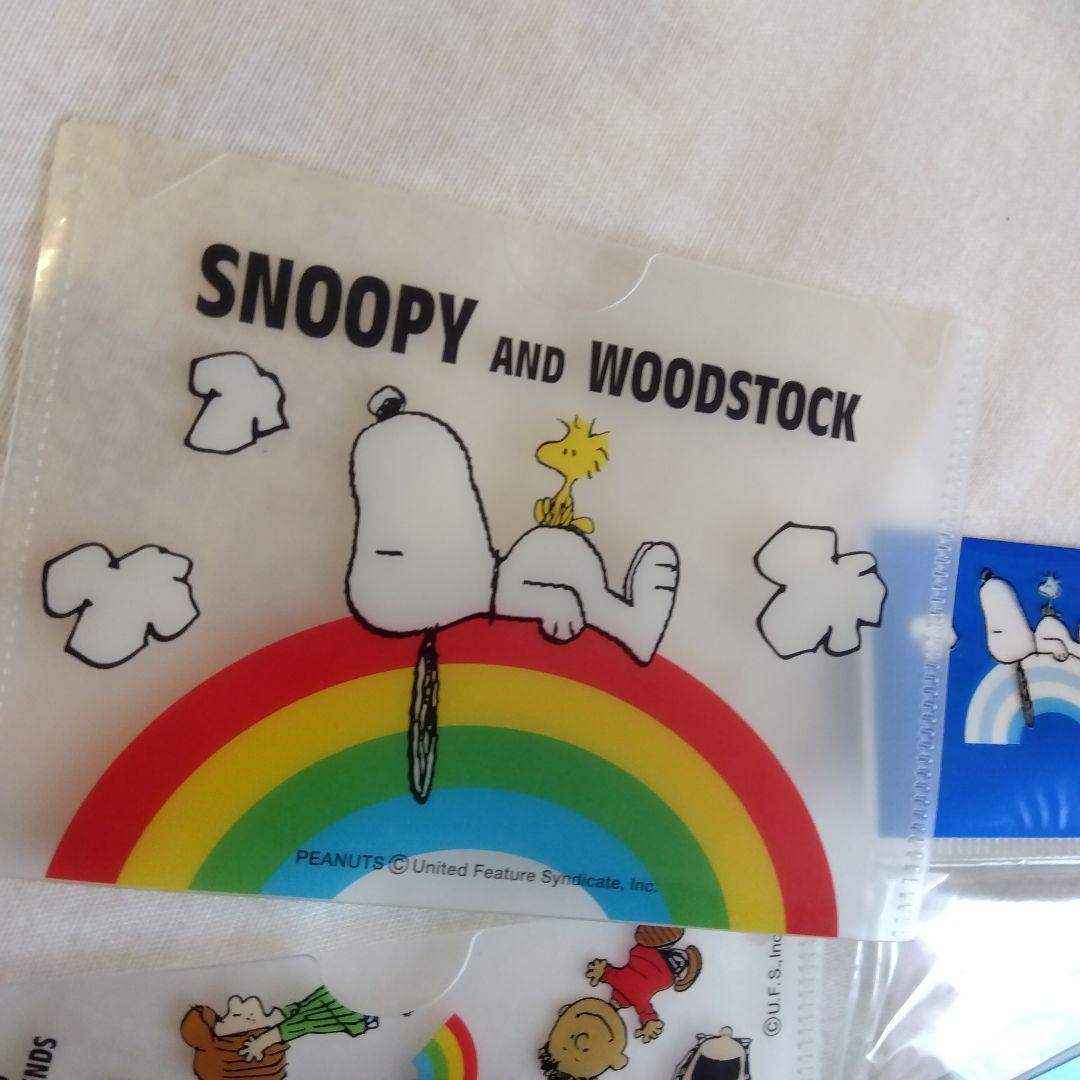 SNOOPY AND WOODSTOCK
PEANUTS © United Feature Syndicate, Inc.
©U.F.S.,Inc